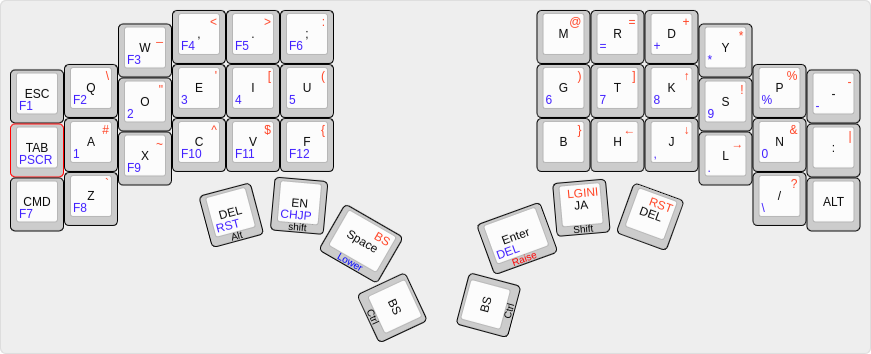 ESC
F1
Q
\
F2
W
_
F3
,
<
F4
.
>
F5
;
:
F6
TAB
PSCR
A
#
1
O
"
2
E
'
3
I
[
4
U
(
5
CMD
F7
Z
`
F8
X
~
F9
C
^
F10
V
$
F11
F
{
F12
DEL
RST
Alt
EN
CHJP
shift
BS
Space
Lower
BS
Ctrl
M
@
R
=
=
D
+
+
Y
*
*
P
%
%
-
-
-
G
)
6
T
]
7
K
↑
8
S
!
9
N
&
0
:
|
B
}
H
←
J
↓
,
L
→
.
/
?
\
ALT
Enter
DEL
Raise
LGINI
JA
Shift
RST
DEL
BS
Ctrl